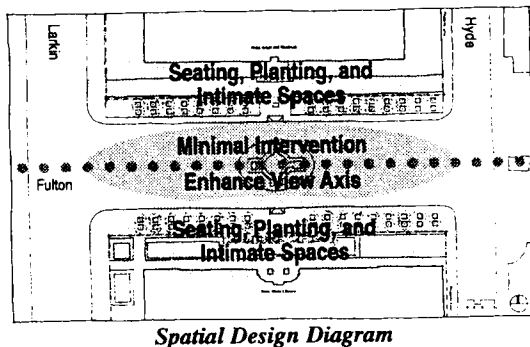 Larkin
Hyde
Seating, Planting, and
Intimate Spaces
Minimal Intervention
Fulton
Enhance View Axis
Seating, Planting, and
Intimate Spaces
Spatial Design Diagram